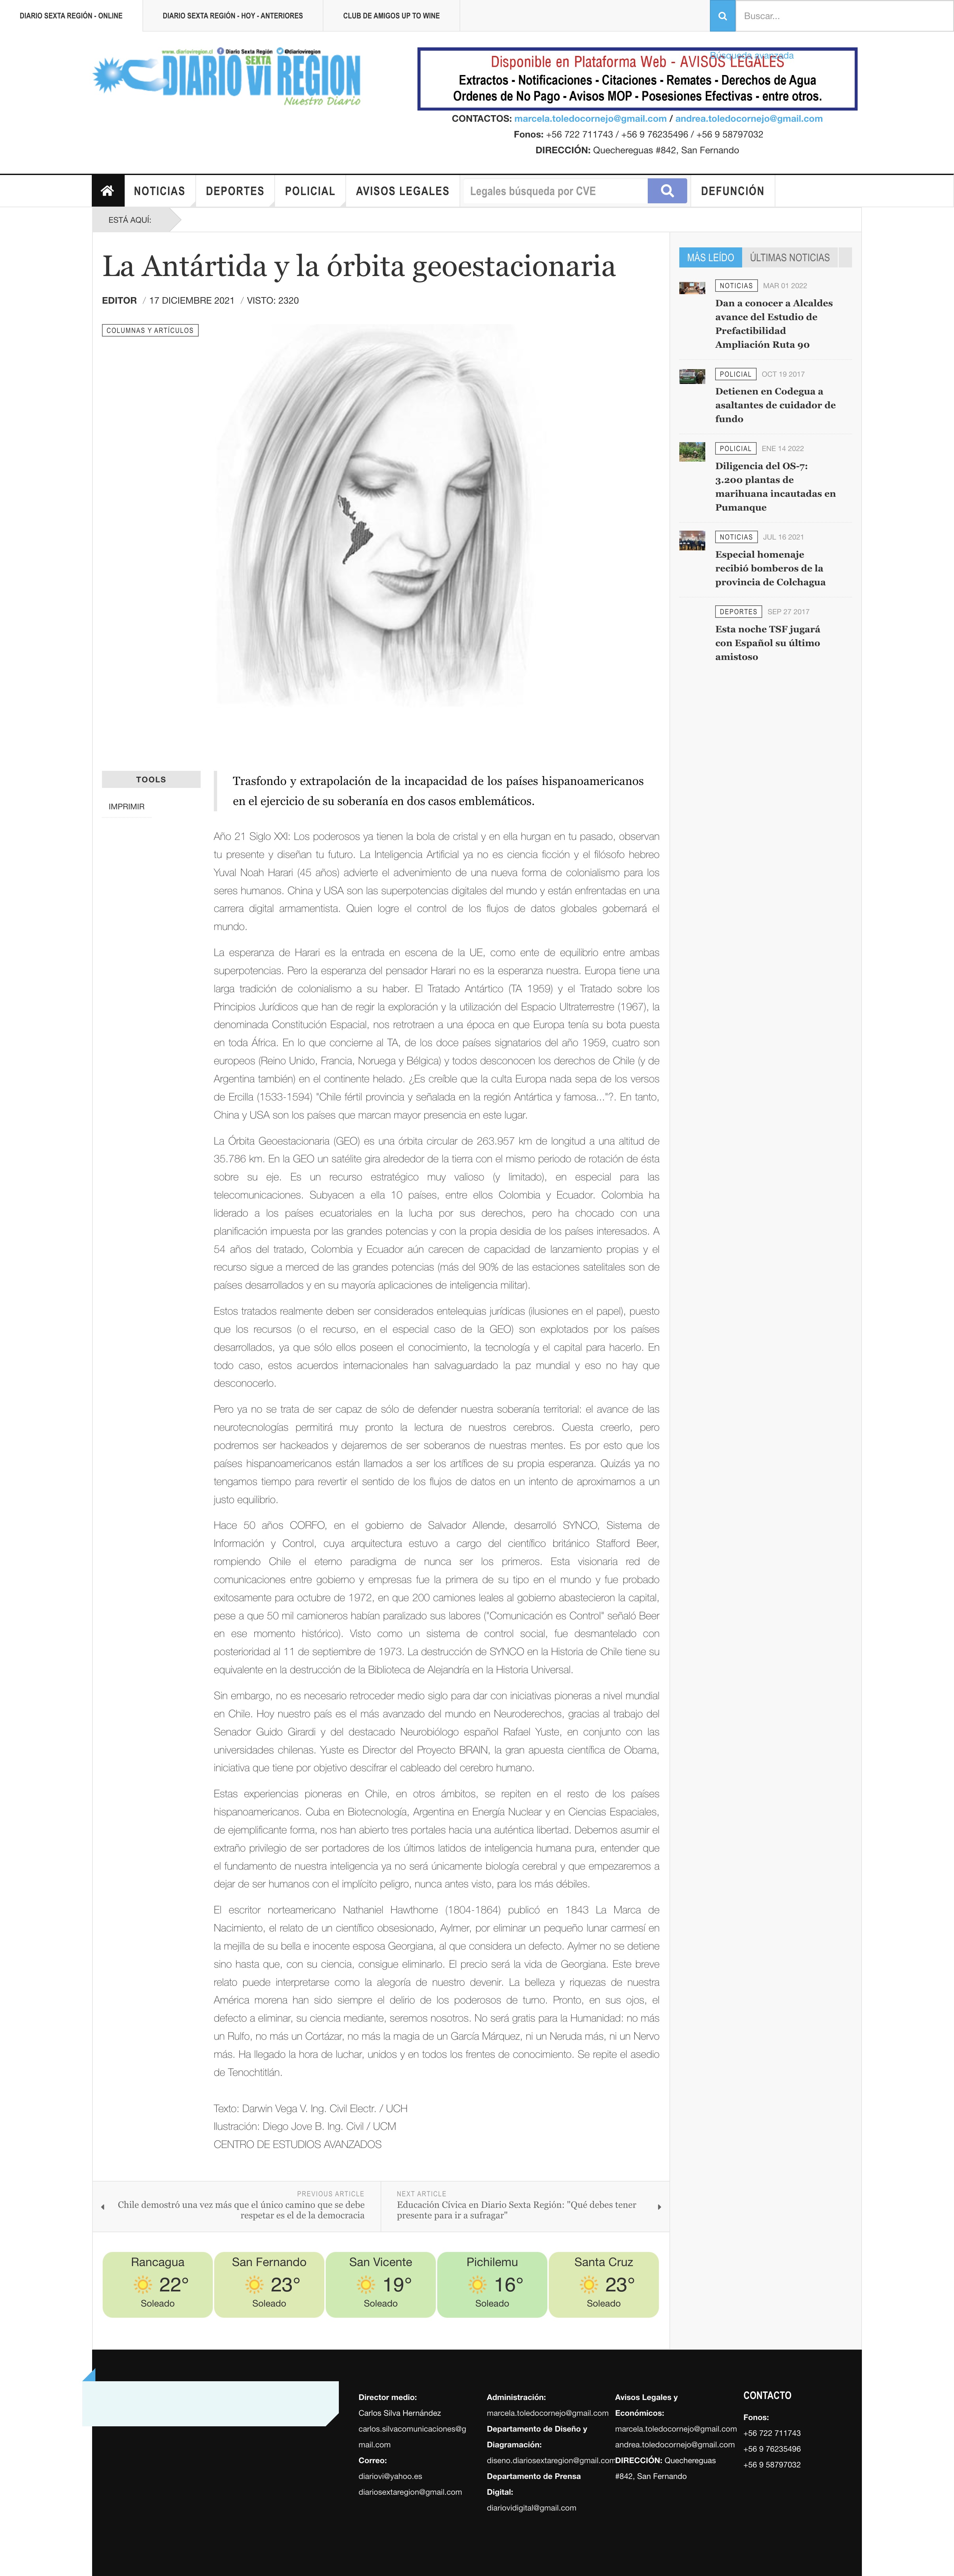 DIARIO SEXTA REGIÓN - ONLINE
DIARIO SEXTA REGIÓN - HOY - ANTERIORES
CLUB DE AMIGOS UP TO WINE
Buscar...
Búsqueda avanzada
www.diarioviregion.cl Diario Sexta Región @diarioviregion
DIARIO SEXTA VI REGION
Nuestro Diario
Disponible en Plataforma Web - AVISOS LEGALES
Extractos - Notificaciones - Citaciones - Remates - Derechos de Agua
Ordenes de No Pago - Avisos MOP - Posesiones Efectivas - entre otros.
CONTACTOS: marcela.toledocornejo@gmail.com / andrea.toledocornejo@gmail.com
Fonos: +56 722 711743 / +56 9 76235496 / +56 9 58797032
DIRECCIÓN: Quechereguas #842, San Fernando
NOTICIAS
DEPORTES
POLICIAL
AVISOS LEGALES
Legales búsqueda por CVE
DEFUNCIÓN
ESTÁ AQUÍ:
La Antártida y la órbita geoestacionaria
EDITOR / 17 DICIEMBRE 2021 / VISTO: 2320
COLUMNAS Y ARTÍCULOS
TOOLS
IMPRIMIR
Trasfondo y extrapolación de la incapacidad de los países hispanoamericanos
en el ejercicio de su soberanía en dos casos emblemáticos.
Año 21 Siglo XXI: Los poderosos ya tienen la bola de cristal y en ella hurgan en tu pasado, observan
tu presente y diseñan tu futuro. La Inteligencia Artificial ya no es ciencia ficción y el filósofo hebreo
Yuval Noah Harari (45 años) advierte el advenimiento de una nueva forma de colonialismo para los
seres humanos. China y USA son las superpotencias digitales del mundo y están enfrentadas en una
carrera digital armamentista. Quien logre el control de los flujos de datos globales gobernará el
mundo.
La esperanza de Harari es la entrada en escena de la UE, como ente de equilibrio entre ambas
superpotencias. Pero la esperanza del pensador Harari no es esperanza nuestra. Europa tiene una
larga tradición de colonialismo a su haber. El Tratado Antártico (TA 1959) y el Tratado sobre los
Principios Jurídicos que han de regir la exploración y la utilización del Espacio Ultraterrestre (1967), la
denominada Constitución Espacial, nos retrotraen a una época en que Europa tenía su bota puesta
en toda África. En lo que concierne al TA, de los doce países signatarios del año 1959, cuatro son
europeos (Reino Unido, Francia, Noruega y Bélgica) y todos desconocen los derechos de Chile (y de
Argentina también) en el continente helado. ¿Es creíble que la culta Europa nada sepa de los versos
de Ercilla (1533-1594) "Chile fértil provincia y señalada en la región Antártica y famosa..."?. En tanto,
China y USA son los países que marcan mayor presencia en este lugar.
La Órbita Geoestacionaria (GEO) es una órbita circular de 263.957 km de longitud a una altitud de
35.786 km. En la GEO un satélite gira alrededor de la tierra con el mismo periodo de rotación de ésta
sobre su eje. Es un recurso estratégico muy valioso (y limitado), en especial para las
telecomunicaciones. Subyacen a ella 10 países, entre ellos Colombia y Ecuador. Colombia ha
liderado a los países ecuatoriales en la lucha por sus derechos, pero ha chocado con una
planificación impuesta por las grandes potencias y con la propia desidia de los países interesados. A
54 años del tratado, Colombia y Ecuador aún carecen de capacidad de lanzamiento propias y el
recurso sigue a merced de las grandes potencias (más del 90% de las estaciones satelitales son de
países desarrollados y en su mayoría aplicaciones de inteligencia militar).
Estos tratados realmente deben ser considerados entelequias jurídicas (ilusiones en el papel), puesto
que los recursos (o el recurso, en el especial caso de la GEO) son explotados por los países
desarrollados, ya que sólo ellos poseen el conocimiento, la tecnología y el capital para hacerlo. En
todo caso, estos acuerdos internacionales han salvaguardado la paz mundial y eso no hay que
desconocerlo.
Pero ya no se trata de ser capaz de sólo de defender nuestra soberanía territorial: el avance de las
neurotecnologías permitirá muy pronto la lectura de nuestros cerebros. Cuesta creerlo, pero
podremos ser hackeados y dejaremos de ser soberanos de nuestras mentes. Es por esto que los
países hispanoamericanos están llamados a ser los artífices de su propia esperanza. Quizás ya no
tengamos tiempo para revertir el sentido de los flujos de datos en un intento de aproximarnos a un
justo equilibrio.
Hace 50 años CORFO, en el gobierno de Salvador Allende, desarrolló SYNCO, Sistema de
Información y Control, cuya arquitectura estuvo a cargo del científico británico Stafford Beer,
rompiendo Chile el eterno paradigma de nunca ser los primeros. Esta visionaria red de
comunicaciones entre gobierno y empresas fue la primera de su tipo en el mundo y fue probado
exitosamente para octubre de 1972, en que 200 camiones leales al gobierno abastecieron la capital,
pese a que 50 mil camioneros habían paralizado sus labores ("Comunicación es Control" señaló Beer
en ese momento histórico). Visto como un sistema de control social, fue desmantelado con
posterioridad al 11 de septiembre de 1973. La destrucción de SYNCO en la Historia de Chile tiene su
equivalente en la destrucción de la Biblioteca de Alejandría en la Historia Universal.
Sin embargo, no es necesario retroceder medio siglo para dar con iniciativas pioneras a nivel mundial
en Chile. Hoy nuestro país es el más avanzado del mundo en Neuroderechos, gracias al trabajo del
Senador Guido Girardi y del destacado Neurobiólogo español Rafael Yuste, en conjunto con las
universidades chilenas. Yuste es Director del Proyecto BRAIN, la gran apuesta científica de Obama,
iniciativa que tiene por objetivo descifrar el cableado del cerebro humano.
Estas experiencias pioneras en Chile, en otros ámbitos, se repiten en el resto de los países
hispanoamericanos. Cuba en Biotecnología, Argentina en Energía Nuclear y en Ciencias Espaciales,
de ejemplificante forma, nos han abierto tres portales hacia una auténtica libertad. Debemos asumir el
extraño privilegio de ser portadores de los últimos latidos de inteligencia humana pura, entender que
el fundamento de nuestra inteligencia ya no será únicamente biología cerebral y que empezaremos a
dejar de ser humanos con el implícito peligro, nunca antes visto, para los más débiles.
El escritor norteamericano Nathaniel Hawthorne (1804-1864) publicó en 1843 La Marca de
Nacimiento, el relato de un científico obsesionado, Aylmer, por eliminar un pequeño lunar carmesí en
la mejilla de su bella e inocente esposa Georgiana, al que considera un defecto. Aylmer no se detiene
sino hasta que, con su ciencia, consigue eliminarlo. El precio será la vida de Georgiana. Este breve
relato puede interpretarse como la alegoría de nuestro devenir. La belleza y riquezas de nuestra
América morena han sido siempre el delirio de los poderosos de turno. Pronto, en sus ojos, el
defecto a eliminar, su ciencia mediante, seremos nosotros. No será gratis para la Humanidad: no más
un Rulfo, no más un Cortázar, no más la magia de un García Márquez, ni un Neruda más, ni un Nervo
más. Ha llegado la hora de luchar, unidos y en todos los frentes de conocimiento. Se repite el asedio
de Tenochtitlán.
Texto: Darwin Vega V. Ing. Civil Electr. / UCH
Ilustración: Diego Jove B. Ing. Civil / UCM
CENTRO DE ESTUDIOS AVANZADOS
PREVIOUS ARTICLE
Chile demostró una vez más que el único camino que se debe
respetar es el de la democracia
NEXT ARTICLE
Educación Cívica en Diario Sexta Región: "Qué debes tener
presente para ir a sufragar"
Rancagua
22°
Soleado
San Fernando
23°
Soleado
San Vicente
19°
Soleado
Pichilemu
16°
Soleado
Santa Cruz
23°
Soleado
MÁS LEÍDO
ÚLTIMAS NOTICIAS
NOTICIAS MAR 01 2022
Dan a conocer a Alcaldes
avance del Estudio de
Prefactibilidad
Ampliación Ruta 90
POLICIAL OCT 19 2017
Detienen en Codegua a
asaltantes de cuidador de
fundo
POLICIAL ENE 14 2022
Diligencia del OS-7:
3.200 plantas de
marihuana incautadas en
Pumanque
NOTICIAS JUL 16 2021
Especial homenaje
recibió bomberos de la
provincia de Colchagua
DEPORTES SEP 27 2017
Esta noche TSF jugará
con Español su último
amistoso
Director medio:
Carlos Silva Hernández
carlos.silvacomunicaciones@g
mail.com
Correo:
diariovi@yahoo.es
diariosextaregion@gmail.com
Administración:
marcela.toledocornejo@gmail.com
Departamento de Diseño y
Diagramación:
diseno.diariosextaregion@gmail.com
Departamento de Prensa
Digital:
diariovidigital@gmail.com
Avisos Legales y
Económicos:
marcela.toledocornejo@gmail.com
andrea.toledocornejo@gmail.com
DIRECCIÓN: Quechereguas
#842, San Fernando
CONTACTO
Fonos:
+56 722 711743
+56 9 76235496
+56 9 58797032